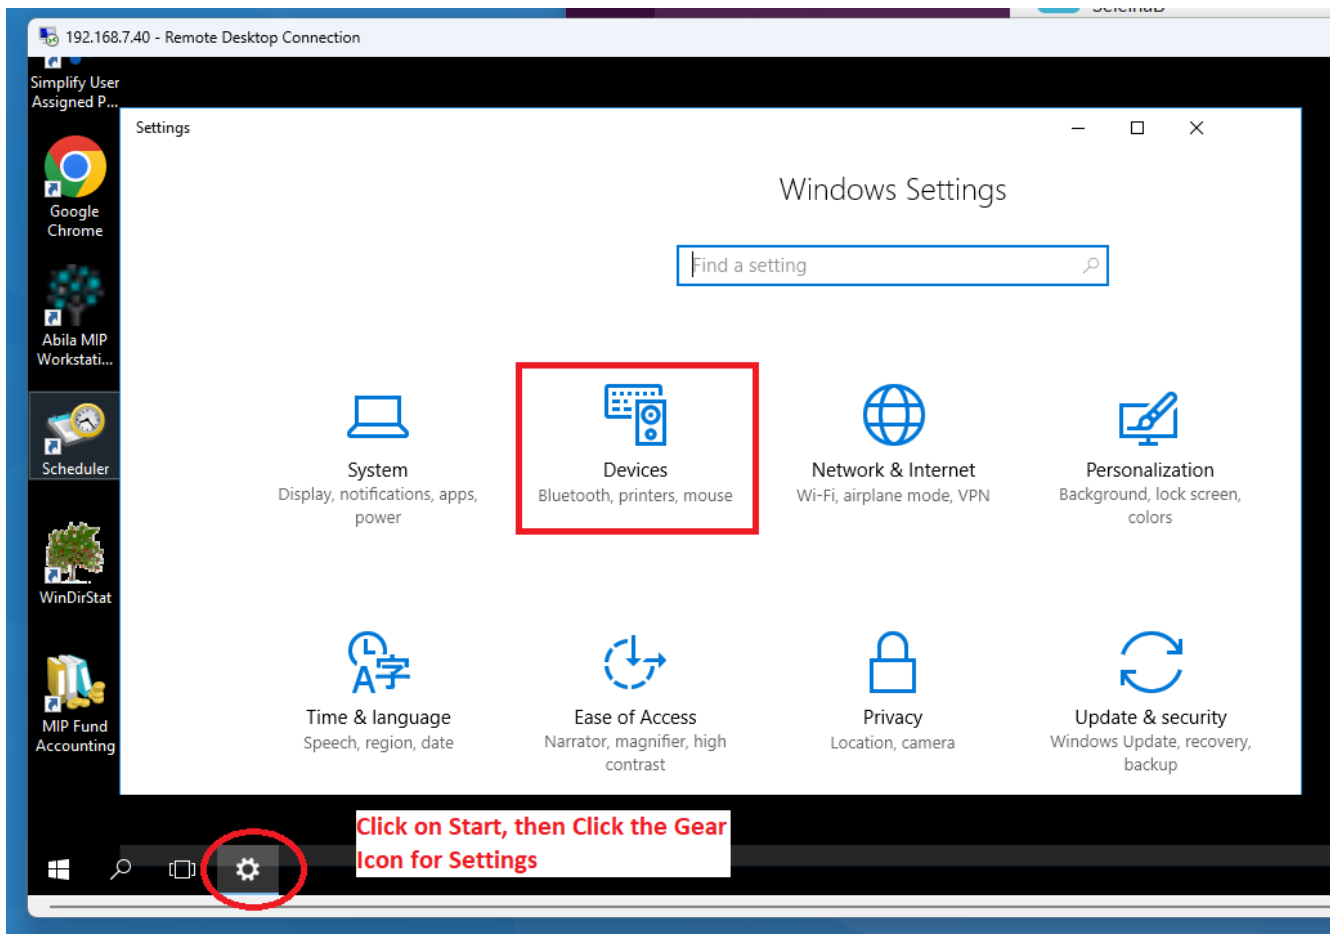 192.168.7.40 - Remote Desktop Connection
Simplify User
Assigned P...
Settings
Windows Settings
Find a setting
Google
Chrome
Abila MIP
Workstati...
Scheduler
WinDirStat
MIP Fund
Accounting
System
Display, notifications, apps,
power
Devices
Bluetooth, printers, mouse
Network & Internet
Wi-Fi, airplane mode, VPN
Personalization
Background, lock screen,
colors
Time & language
Speech, region, date
Ease of Access
Narrator, magnifier, high
contrast
Privacy
Location, camera
Update & security
Windows Update, recovery,
backup
Click on Start, then Click the Gear
Icon for Settings